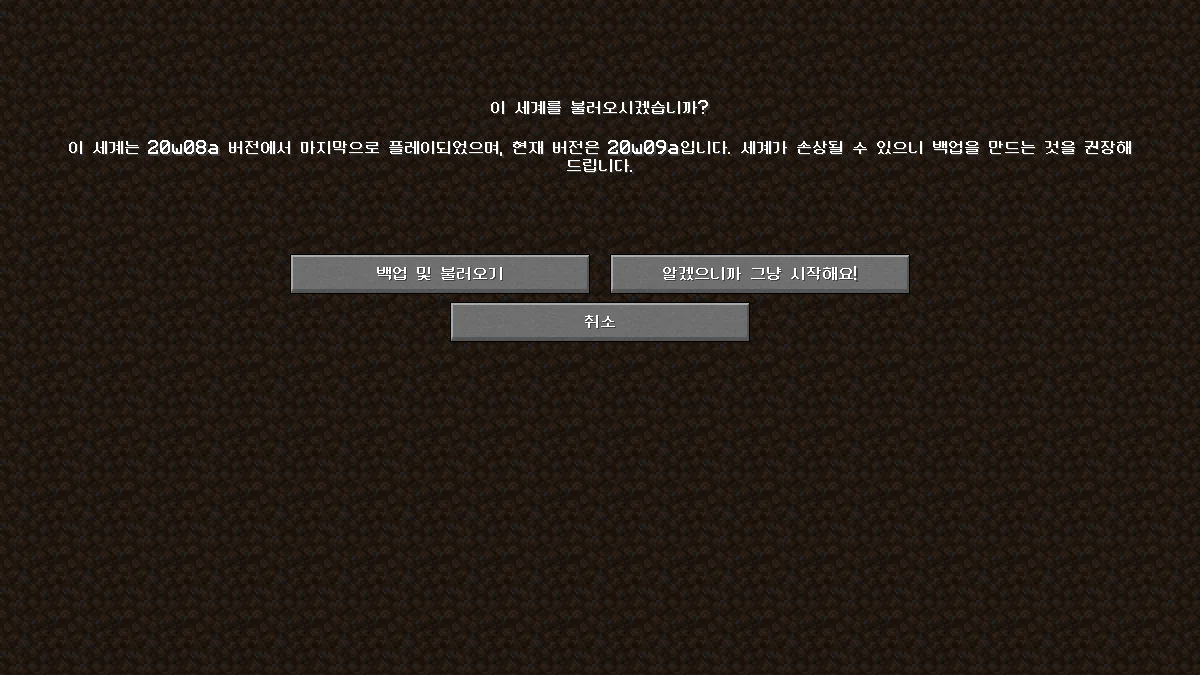 이 세계를 불러오시겠습니까?
이 세계는 20w08a 버전에서 마지막으로 플레이되었으며, 현재 버전은 20w09a입니다. 세계가 손상될 수 있으니 백업을 만드는 것을 권장해
드립니다.
백업 및 불러오기
알겠으니까 그냥 시작해요!
취소